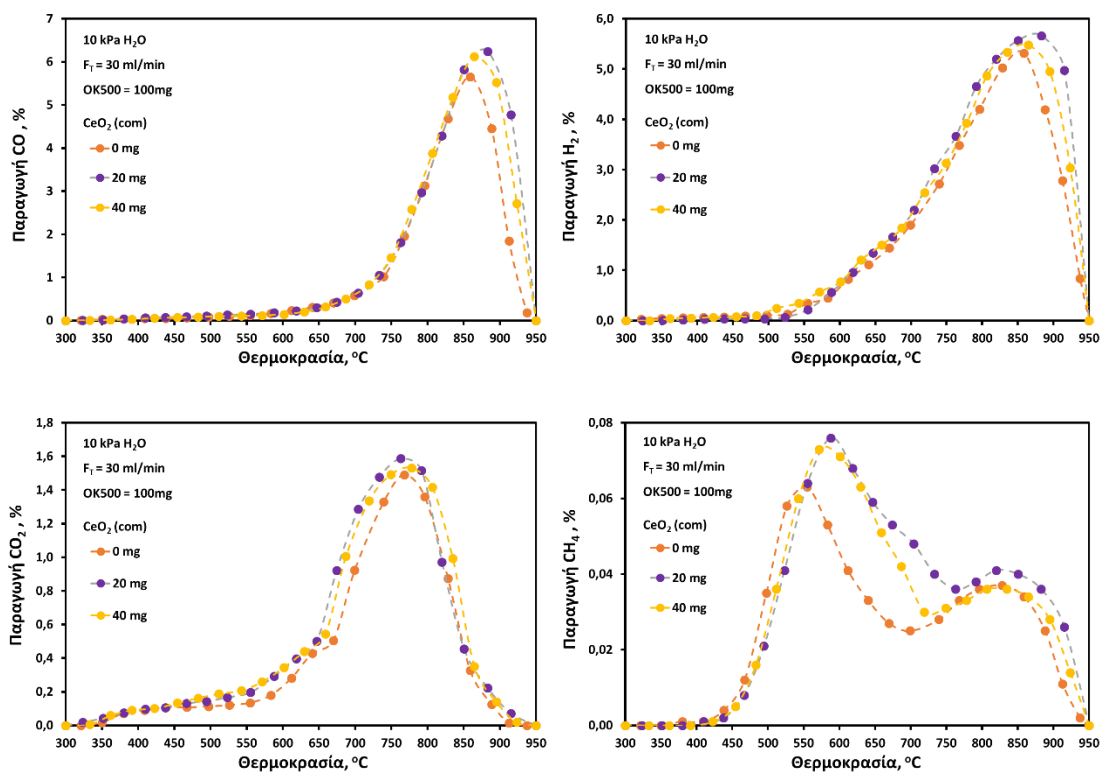 Παραγωγή CO , %
7
6
5
4
3
2
1
0
10 kPa H₂O
F_T = 30 ml/min
OK500 = 100mg
CeO₂ (com)
0 mg
20 mg
40 mg
300 350 400 450 500 550 600 650 700 750 800 850 900 950
Θερμοκρασία, ᵒC
Παραγωγή H₂ , %
6,0
5,0
4,0
3,0
2,0
1,0
0,0
10 kPa H₂O
F_T = 30 ml/min
OK500 = 100mg
CeO₂ (com)
0 mg
20 mg
40 mg
300 350 400 450 500 550 600 650 700 750 800 850 900 950
Θερμοκρασία, ᵒC
Παραγωγή CO₂ , %
1,8
1,6
1,4
1,2
1,0
0,8
0,6
0,4
0,2
0,0
10 kPa H₂O
F_T = 30 ml/min
OK500 = 100mg
CeO₂ (com)
0 mg
20 mg
40 mg
300 350 400 450 500 550 600 650 700 750 800 850 900 950
Θερμοκρασία, ᵒC
Παραγωγή CH₄ , %
0,08
0,06
0,04
0,02
0,00
10 kPa H₂O
F_T = 30 ml/min
OK500 = 100mg
CeO₂ (com)
0 mg
20 mg
40 mg
300 350 400 450 500 550 600 650 700 750 800 850 900 950
Θερμοκρασία, ᵒC